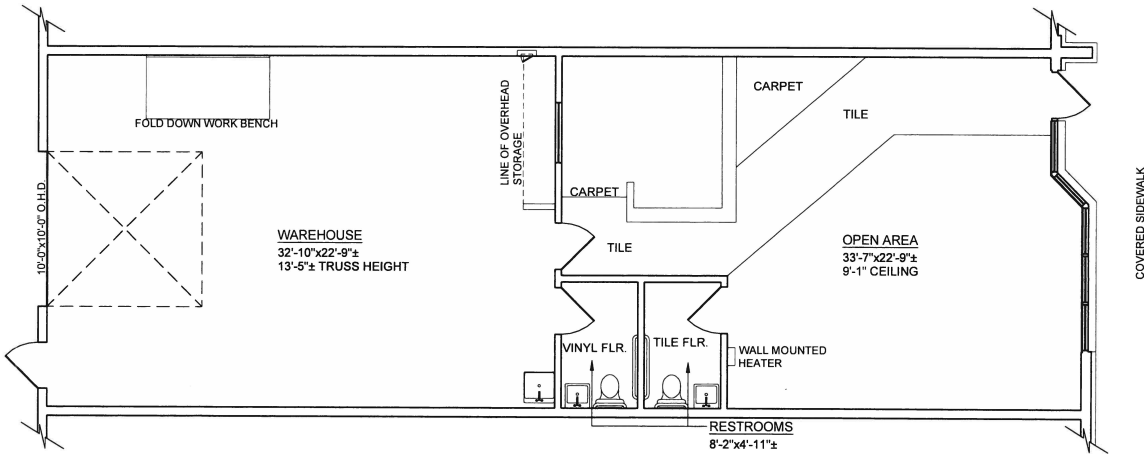 CARPET
TILE
FOLD DOWN WORK BENCH
LINE OF OVERHEAD
STORAGE
CARPET
COVERED SIDEWALK
10'-0"x10'-0" O.H.D.
WAREHOUSE
32'-10"x22'-9"±
13'-5"± TRUSS HEIGHT
TILE
OPEN AREA
33'-7"x22'-9"±
9'-1" CEILING
VINYL FLR.
TILE FLR.
WALL MOUNTED
HEATER
RESTROOMS
8'-2"x4'-11"±